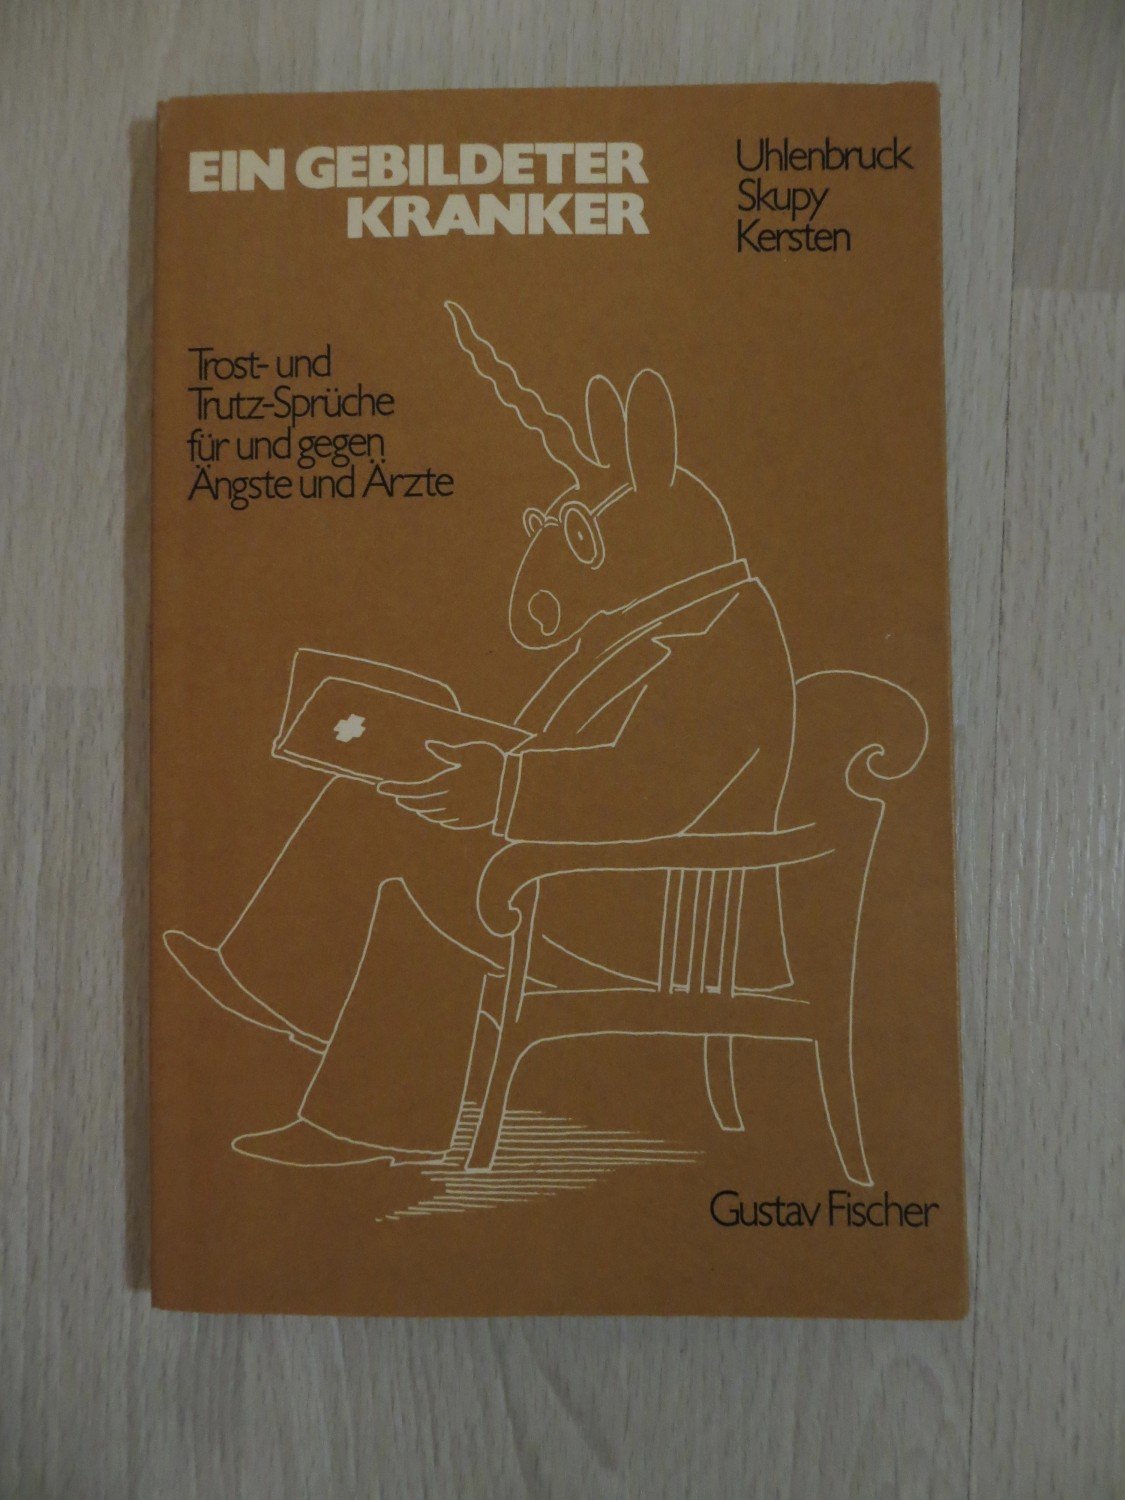 EIN GEBILDETER
KRANKER
Uhlenbruck
Skupy
Kersten
Trost- und
Trutz-Sprüche
für und gegen
Ängste und Ärzte
Gustav Fischer